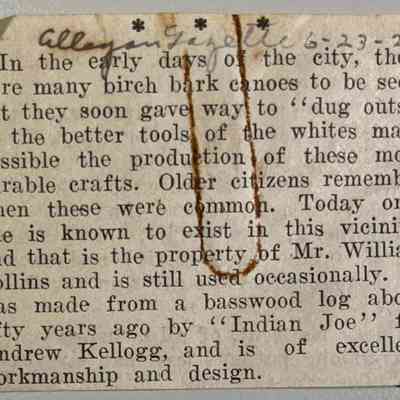 * * *
Allegan Gazette 6-23-2
In the early days of the city, the
re many birch bark canoes to be see
t they soon gave way to "dug outs
the better tools of the whites ma
ssible the production of these mo
rable crafts. Older citizens rememb
hen these were common. Today on
e is known to exist in this vicini
d that is the property of Mr. Willia
ollins and is still used occasionally.
as made from a basswood log abo
fty years ago by "Indian Joe" f
ndrew Kellogg, and is of excelle
orkmanship and design.